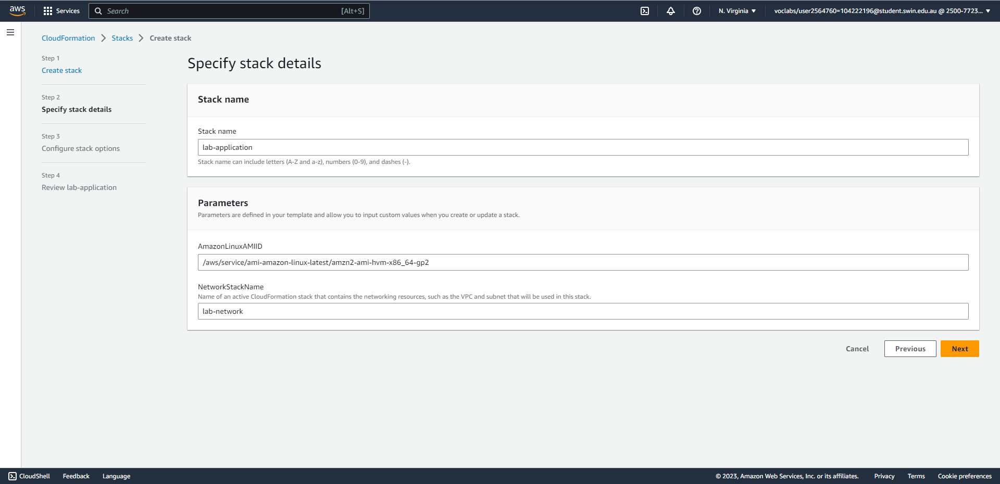 aws
Services
Search
[Alt+S]
N. Virginia
voclabs/user2564760=104222196@student.swin.edu.au @ 2500-7723...
CloudFormation
Stacks
Create stack
Step 1
Create stack
Step 2
Specify stack details
Step 3
Configure stack options
Step 4
Review lab-application
Specify stack details
Stack name
Stack name
lab-application
Stack name can include letters (A-Z and a-z), numbers (0-9), and dashes (-).
Parameters
Parameters are defined in your template and allow you to input custom values when you create or update a stack.
AmazonLinuxAMIID
/aws/service/ami-amazon-linux-latest/amzn2-ami-hvm-x86_64-gp2
NetworkStackName
Name of an active CloudFormation stack that contains the networking resources, such as the VPC and subnet that will be used in this stack.
lab-network
Cancel
Previous
Next
CloudShell
Feedback
Language
© 2023, Amazon Web Services, Inc. or its affiliates.
Privacy
Terms
Cookie preferences